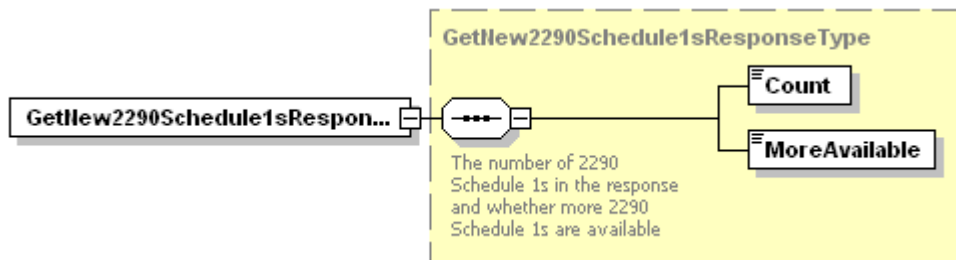 GetNew2290Schedule1sResponseType
GetNew2290Schedule1sRespon...
Count
MoreAvailable
The number of 2290
Schedule 1s in the response
and whether more 2290
Schedule 1s are available